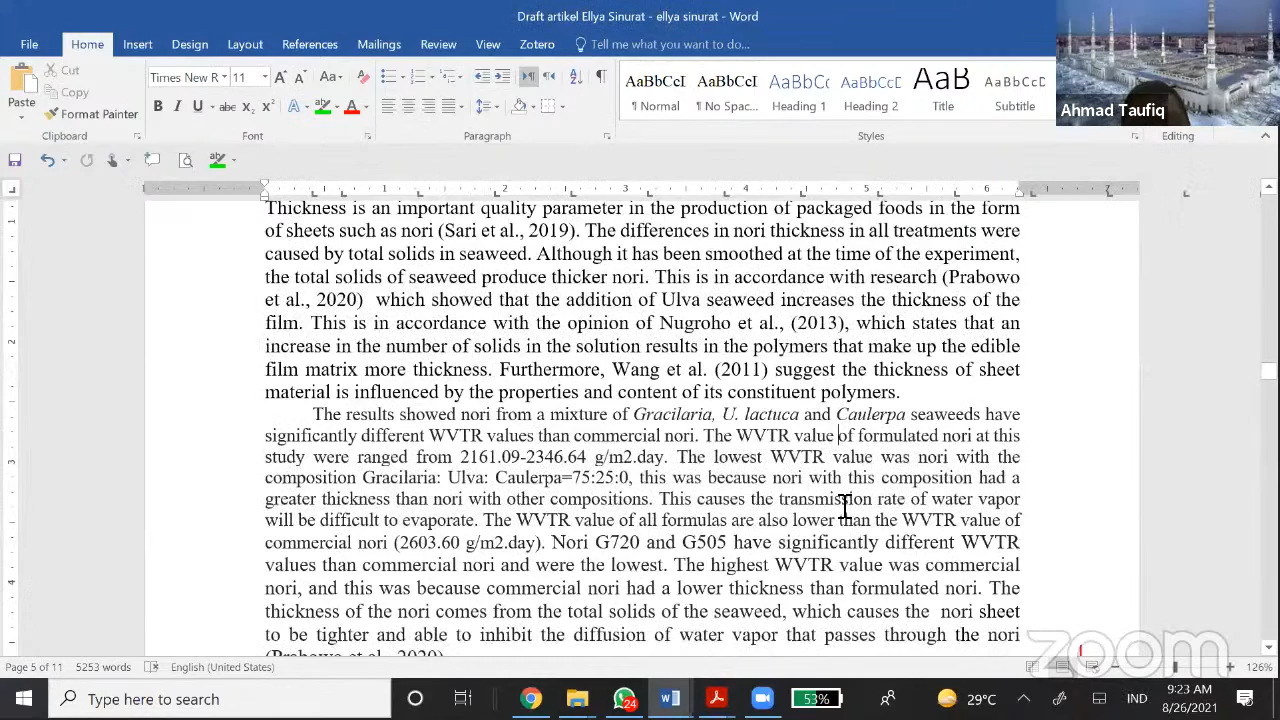 Draft artikel Ellya Sinurat - ellya sinurat - Word
File Home Insert Design Layout References Mailings Review View Zotero Tell me what you want to do...
Ahmad Taufiq
Paste
Cut
Copy
Format Painter
Clipboard
Times New R 11
Font
Paragraph
AaBbCcI AaBbCcI AaBbCc AaBbCcD AaB AaBbCcD
¶ Normal ¶ No Spac... Heading 1 Heading 2 Title Subtitle
Styles
Editing
Thickness is an important quality parameter in the production of packaged foods in the form
of sheets such as nori (Sari et al., 2019). The differences in nori thickness in all treatments were
caused by total solids in seaweed. Although it has been smoothed at the time of the experiment,
the total solids of seaweed produce thicker nori. This is in accordance with research (Prabowo
et al., 2020) which showed that the addition of Ulva seaweed increases the thickness of the
film. This is in accordance with the opinion of Nugroho et al., (2013), which states that an
increase in the number of solids in the solution results in the polymers that make up the edible
film matrix more thickness. Furthermore, Wang et al. (2011) suggest the thickness of sheet
material is influenced by the properties and content of its constituent polymers.
The results showed nori from a mixture of Gracilaria, U. lactuca and Caulerpa seaweeds have
significantly different WVTR values than commercial nori. The WVTR value of formulated nori at this
study were ranged from 2161.09-2346.64 g/m2.day. The lowest WVTR value was nori with the
composition Gracilaria: Ulva: Caulerpa=75:25:0, this was because nori with this composition had a
greater thickness than nori with other compositions. This causes the transmission rate of water vapor
will be difficult to evaporate. The WVTR value of all formulas are also lower than the WVTR value of
commercial nori (2603.60 g/m2.day). Nori G720 and G505 have significantly different WVTR
values than commercial nori and were the lowest. The highest WVTR value was commercial
nori, and this was because commercial nori had a lower thickness than formulated nori. The
thickness of the nori comes from the total solids of the seaweed, which causes the nori sheet
to be tighter and able to inhibit the diffusion of water vapor that passes through the nori
(Prabowo et al., 2020)
zoom
Page 5 of 11 5253 words English (United States) 126%
Type here to search 24 53% 29°C IND 9:23 AM
8/26/2021